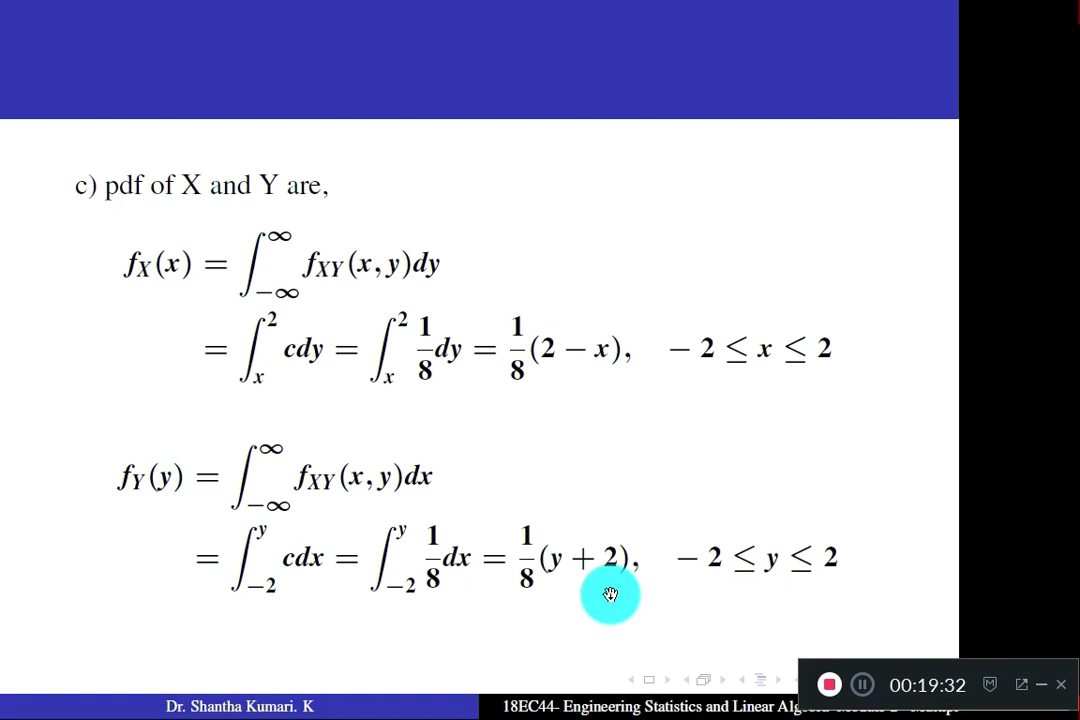 c) pdf of X and Y are,
f_X(x) = ∫_{−∞}^{∞} f_{XY}(x, y)dy
= ∫_x^2 cdy = ∫_x^2 1/8 dy = 1/8 (2 − x), − 2 ≤ x ≤ 2
f_Y(y) = ∫_{−∞}^{∞} f_{XY}(x, y)dx
= ∫_{−2}^y cdx = ∫_{−2}^y 1/8 dx = 1/8 (y + 2), − 2 ≤ y ≤ 2
00:19:32
Dr. Shantha Kumari. K
18EC44- Engineering Statistics and Linear